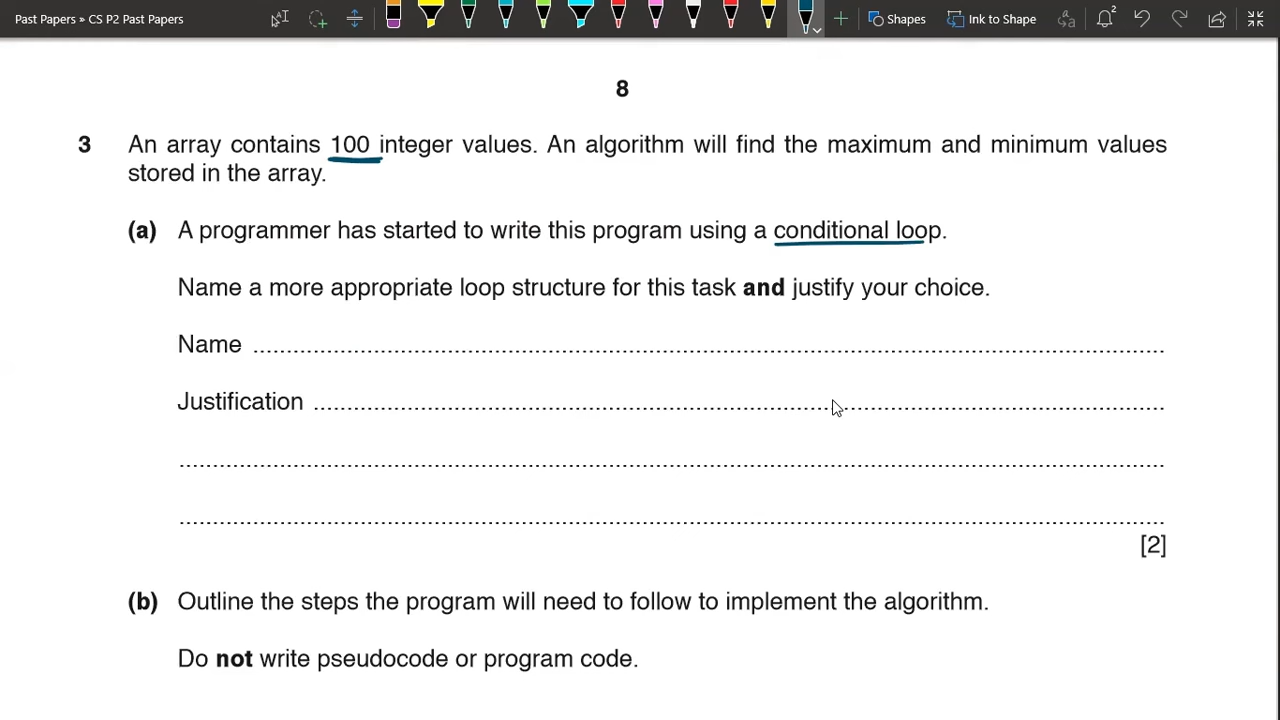 Past Papers » CS P2 Past Papers
2
Shapes
Ink to Shape
8
3 An array contains 100 integer values. An algorithm will find the maximum and minimum values
stored in the array.
(a) A programmer has started to write this program using a conditional loop.
Name a more appropriate loop structure for this task and justify your choice.
Name ..........................................................................................................................................
Justification .................................................................................................................................
.....................................................................................................................................................
.....................................................................................................................................................
[2]
(b) Outline the steps the program will need to follow to implement the algorithm.
Do not write pseudocode or program code.